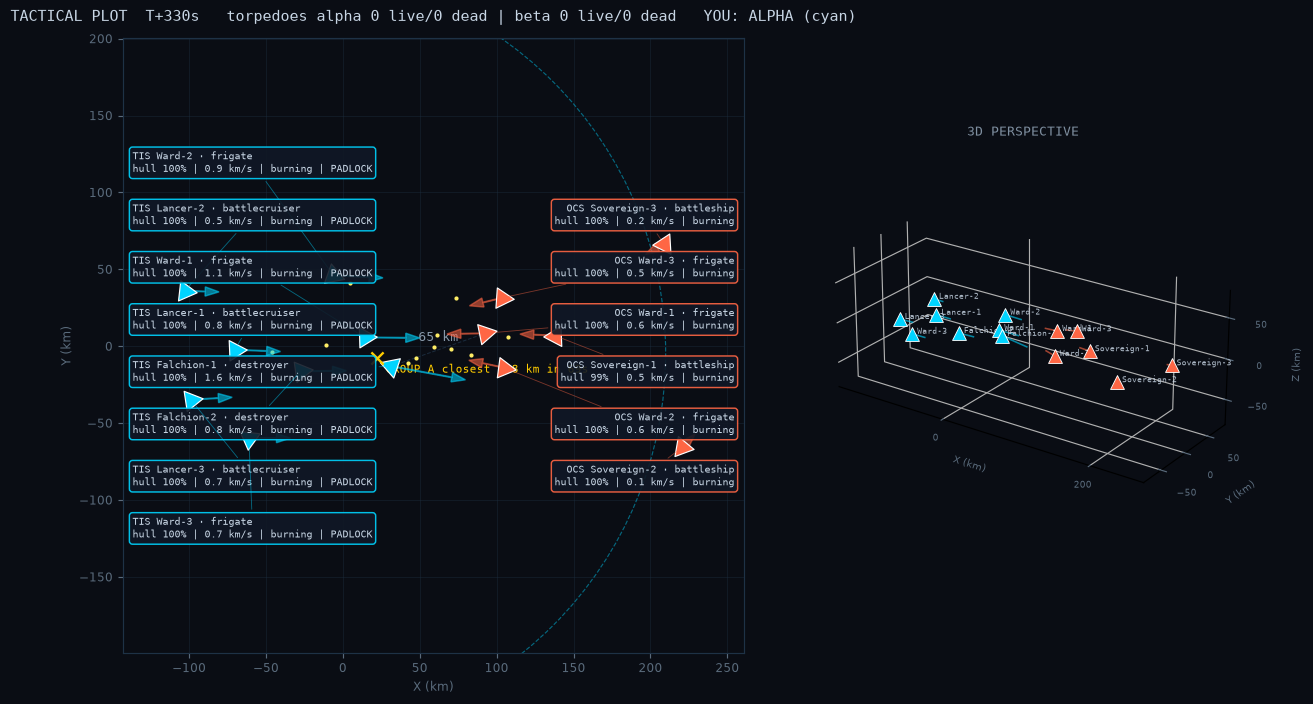 TACTICAL PLOT  T+330s   torpedoes alpha 0 live/0 dead | beta 0 live/0 dead   YOU: ALPHA (cyan)
3D PERSPECTIVE
TIS Ward-2 · frigate
hull 100% | 0.9 km/s | burning | PADLOCK
TIS Lancer-2 · battlecruiser
hull 100% | 0.5 km/s | burning | PADLOCK
TIS Ward-1 · frigate
hull 100% | 1.1 km/s | burning | PADLOCK
TIS Lancer-1 · battlecruiser
hull 100% | 0.8 km/s | burning | PADLOCK
TIS Falchion-1 · destroyer
hull 100% | 1.6 km/s | burning | PADLOCK
TIS Falchion-2 · destroyer
hull 100% | 0.8 km/s | burning | PADLOCK
TIS Lancer-3 · battlecruiser
hull 100% | 0.7 km/s | burning | PADLOCK
TIS Ward-3 · frigate
hull 100% | 0.7 km/s | burning | PADLOCK
65 km
A closest
km in
OCS Sovereign-3 · battleship
hull 100% | 0.2 km/s | burning
OCS Ward-3 · frigate
hull 100% | 0.5 km/s | burning
OCS Ward-1 · frigate
hull 100% | 0.6 km/s | burning
OCS Sovereign-1 · battleship
hull 99% | 0.5 km/s | burning
OCS Ward-2 · frigate
hull 100% | 0.6 km/s | burning
OCS Sovereign-2 · battleship
hull 100% | 0.1 km/s | burning
200
150
100
50
0
−50
−100
−150
Y (km)
−100
−50
0
50
100
150
200
250
X (km)
Lancer-2
Lancer-1
Ward-2
Ward-3
Ward-3
Sovereign-1
Sovereign-3
0
200
X (km)
−50
0
50
Y (km)
50
0
−50
Z (km)